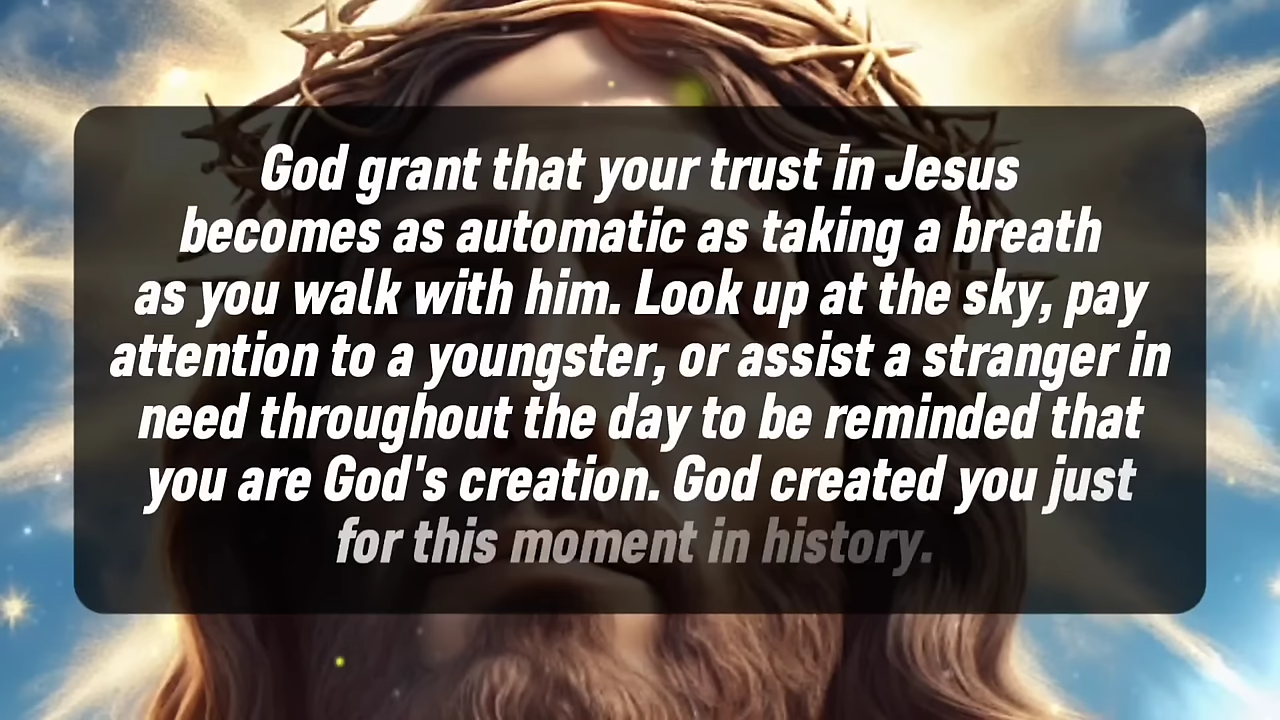 God grant that your trust in Jesus
becomes as automatic as taking a breath
as you walk with him. Look up at the sky, pay
attention to a youngster, or assist a stranger in
need throughout the day to be reminded that
you are God's creation. God created you just
for this moment in history.